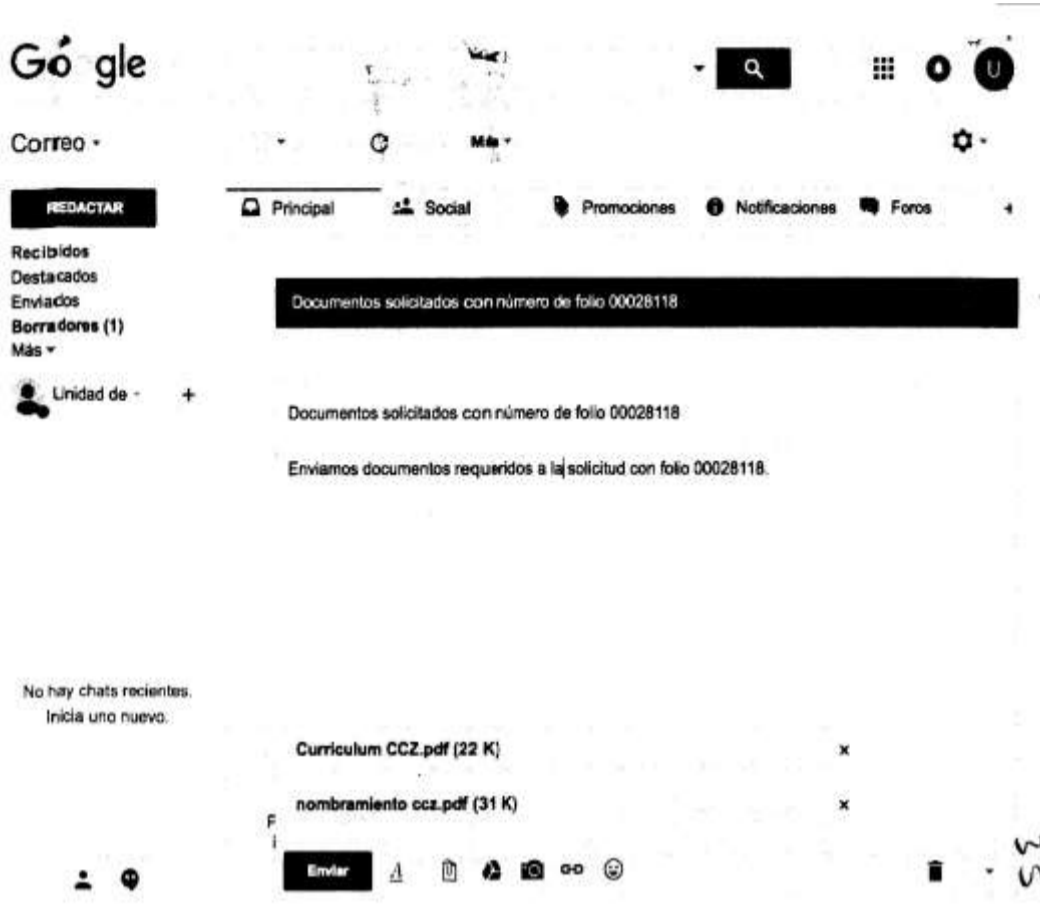 Google
U
Correo
Más
REDACTAR
Principal Social Promociones Notificaciones Foros
Recibidos
Destacados
Enviados
Borradores (1)
Más
Documentos solicitados con número de folio 00028118
Unidad de
Documentos solicitados con número de folio 00028118
Enviamos documentos requeridos a la solicitud con folio 00028118.
No hay chats recientes.
Inicia uno nuevo.
Curriculum CCZ.pdf (22 K)
nombramiento ccz.pdf (31 K)
Enviar